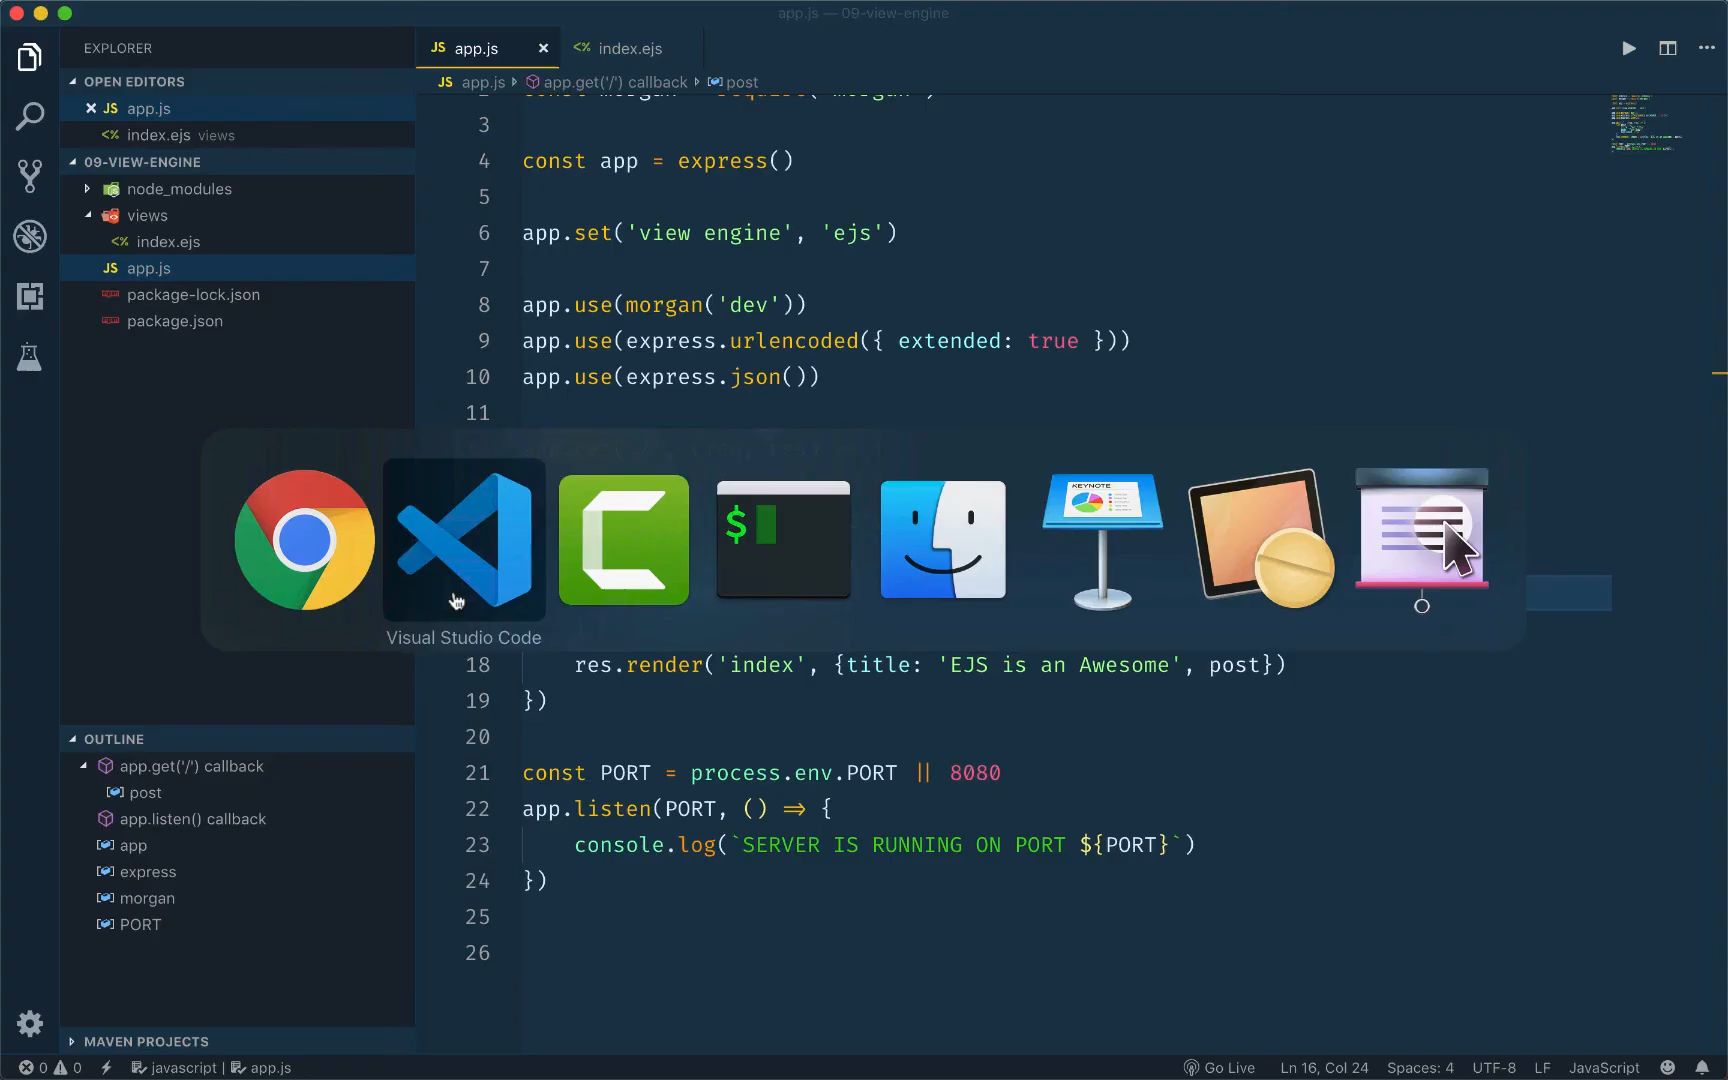 app.js — 09-view-engine
EXPLORER
OPEN EDITORS
JS app.js
<% index.ejs views
09-VIEW-ENGINE
node_modules
views
<% index.ejs
JS app.js
package-lock.json
package.json
OUTLINE
app.get('/') callback
post
app.listen() callback
app
express
morgan
PORT
MAVEN PROJECTS
JS app.js
<% index.ejs
JS app.js app.get('/') callback post
3
4 const app = express()
5
6 app.set('view engine', 'ejs')
7
8 app.use(morgan('dev'))
9 app.use(express.urlencoded({ extended: true }))
10 app.use(express.json())
11
$
KEYNOTE
Visual Studio Code
18 res.render('index', {title: 'EJS is an Awesome', post})
19 })
20
21 const PORT = process.env.PORT || 8080
22 app.listen(PORT, () => {
23 console.log(`SERVER IS RUNNING ON PORT ${PORT}`)
24 })
25
26
0 0 javascript | app.js Go Live Ln 16, Col 24 Spaces: 4 UTF-8 LF JavaScript